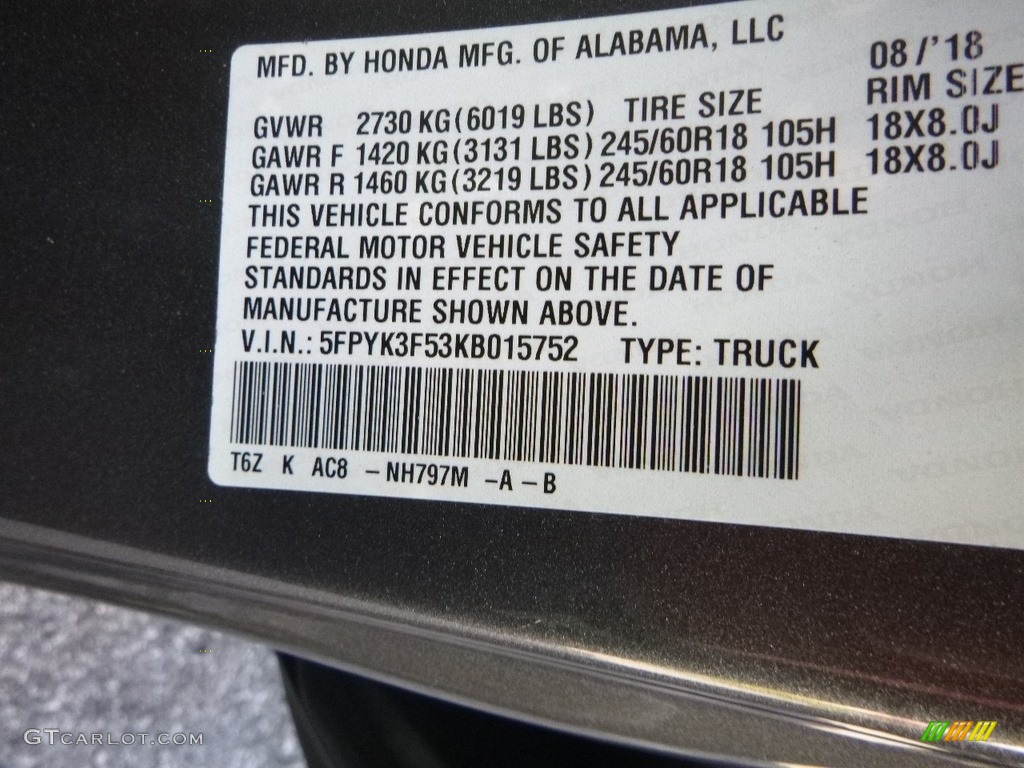 MFD. BY HONDA MFG. OF ALABAMA, LLC 08/'18
GVWR 2730 KG(6019 LBS) TIRE SIZE RIM SIZE
GAWR F 1420 KG(3131 LBS) 245/60R18 105H 18X8.0J
GAWR R 1460 KG(3219 LBS) 245/60R18 105H 18X8.0J
THIS VEHICLE CONFORMS TO ALL APPLICABLE
FEDERAL MOTOR VEHICLE SAFETY
STANDARDS IN EFFECT ON THE DATE OF
MANUFACTURE SHOWN ABOVE.
V.I.N.: 5FPYK3F53KB015752 TYPE: TRUCK
T6Z K AC8 -NH797M -A-B
GTCARLOT.COM